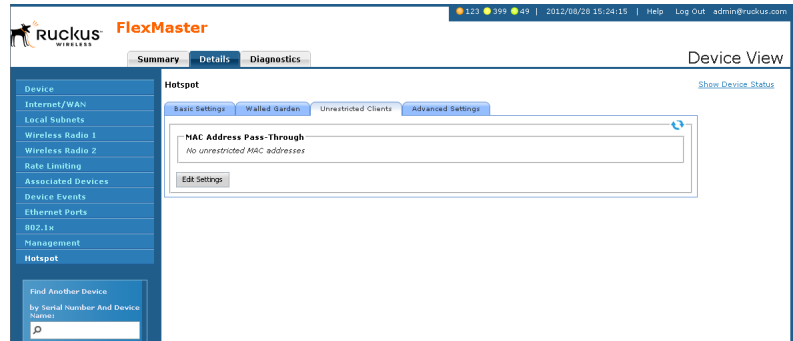 123 399 49 | 2012/08/28 15:24:15 | Help Log Out admin@ruckus.com
Ruckus WIRELESS FlexMaster
Summary Details Diagnostics
Device View
Device
Internet/WAN
Local Subnets
Wireless Radio 1
Wireless Radio 2
Rate Limiting
Associated Devices
Device Events
Ethernet Ports
802.1x
Management
Hotspot
Find Another Device
by Serial Number And Device
Name:
Hotspot
Show Device Status
Basic Settings Walled Garden Unrestricted Clients Advanced Settings
MAC Address Pass-Through
No unrestricted MAC addresses
Edit Settings